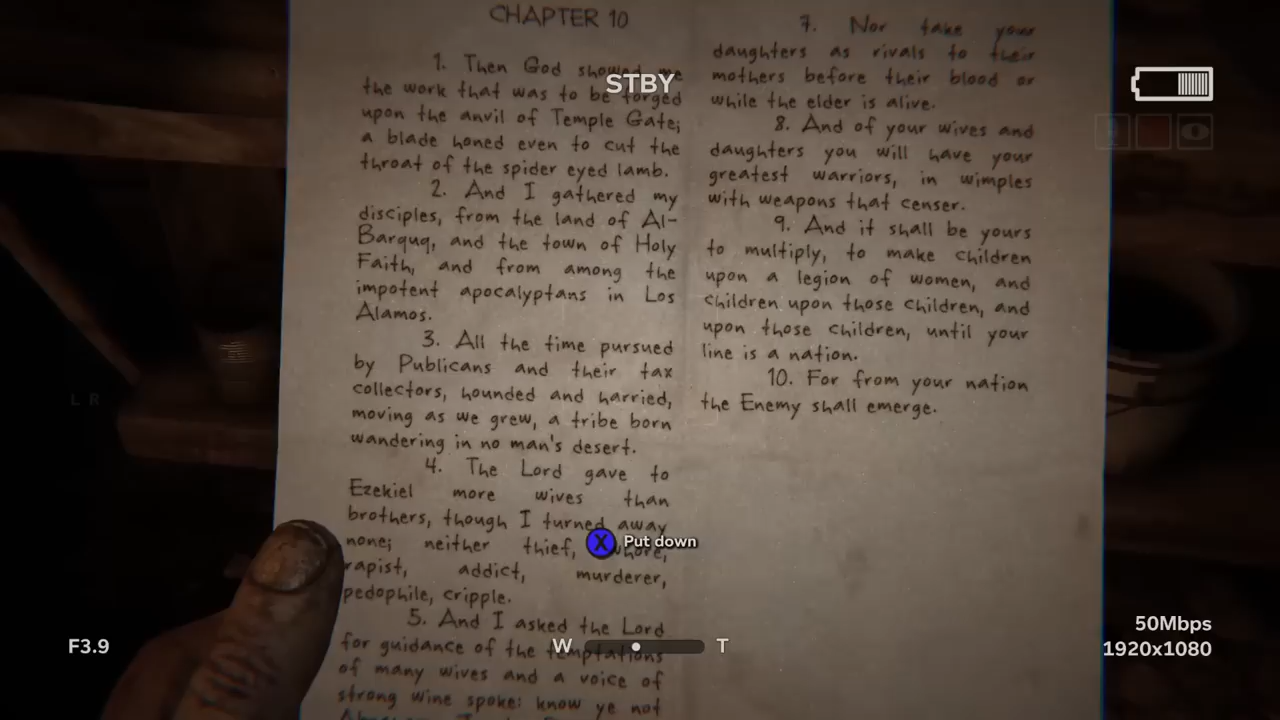 CHAPTER 10
1. Then God showed me
the work that was to be forged
upon the anvil of Temple Gate;
a blade honed even to cut the
throat of the spider eyed lamb.
2. And I gathered my
disciples, from the land of Al-
Barquq, and the town of Holy
Faith, and from among the
impotent apocalyptans in Los
Alamos.
3. All the time pursued
by Publicans and their tax
collectors, hounded and harried,
moving as we grew, a tribe born
wandering in no man's desert.
4. The Lord gave to
Ezekiel more wives than
brothers, though I turned away
none; neither thief, whore,
rapist, addict, murderer,
pedophile, cripple.
5. And I asked the Lord
for guidance of the temptations
of many wives and a voice of
strong wine spoke: know ye not
7. Nor take your
daughters as rivals to their
mothers before their blood or
while the elder is alive.
8. And of your wives and
daughters you will have your
greatest warriors, in wimples
with weapons that censer.
9. And it shall be yours
to multiply, to make children
upon a legion of women, and
children upon those children, and
upon those children, until your
line is a nation.
10. For from your nation
the Enemy shall emerge.
STBY
L R
X Put down
F3.9
W T
50Mbps
1920x1080